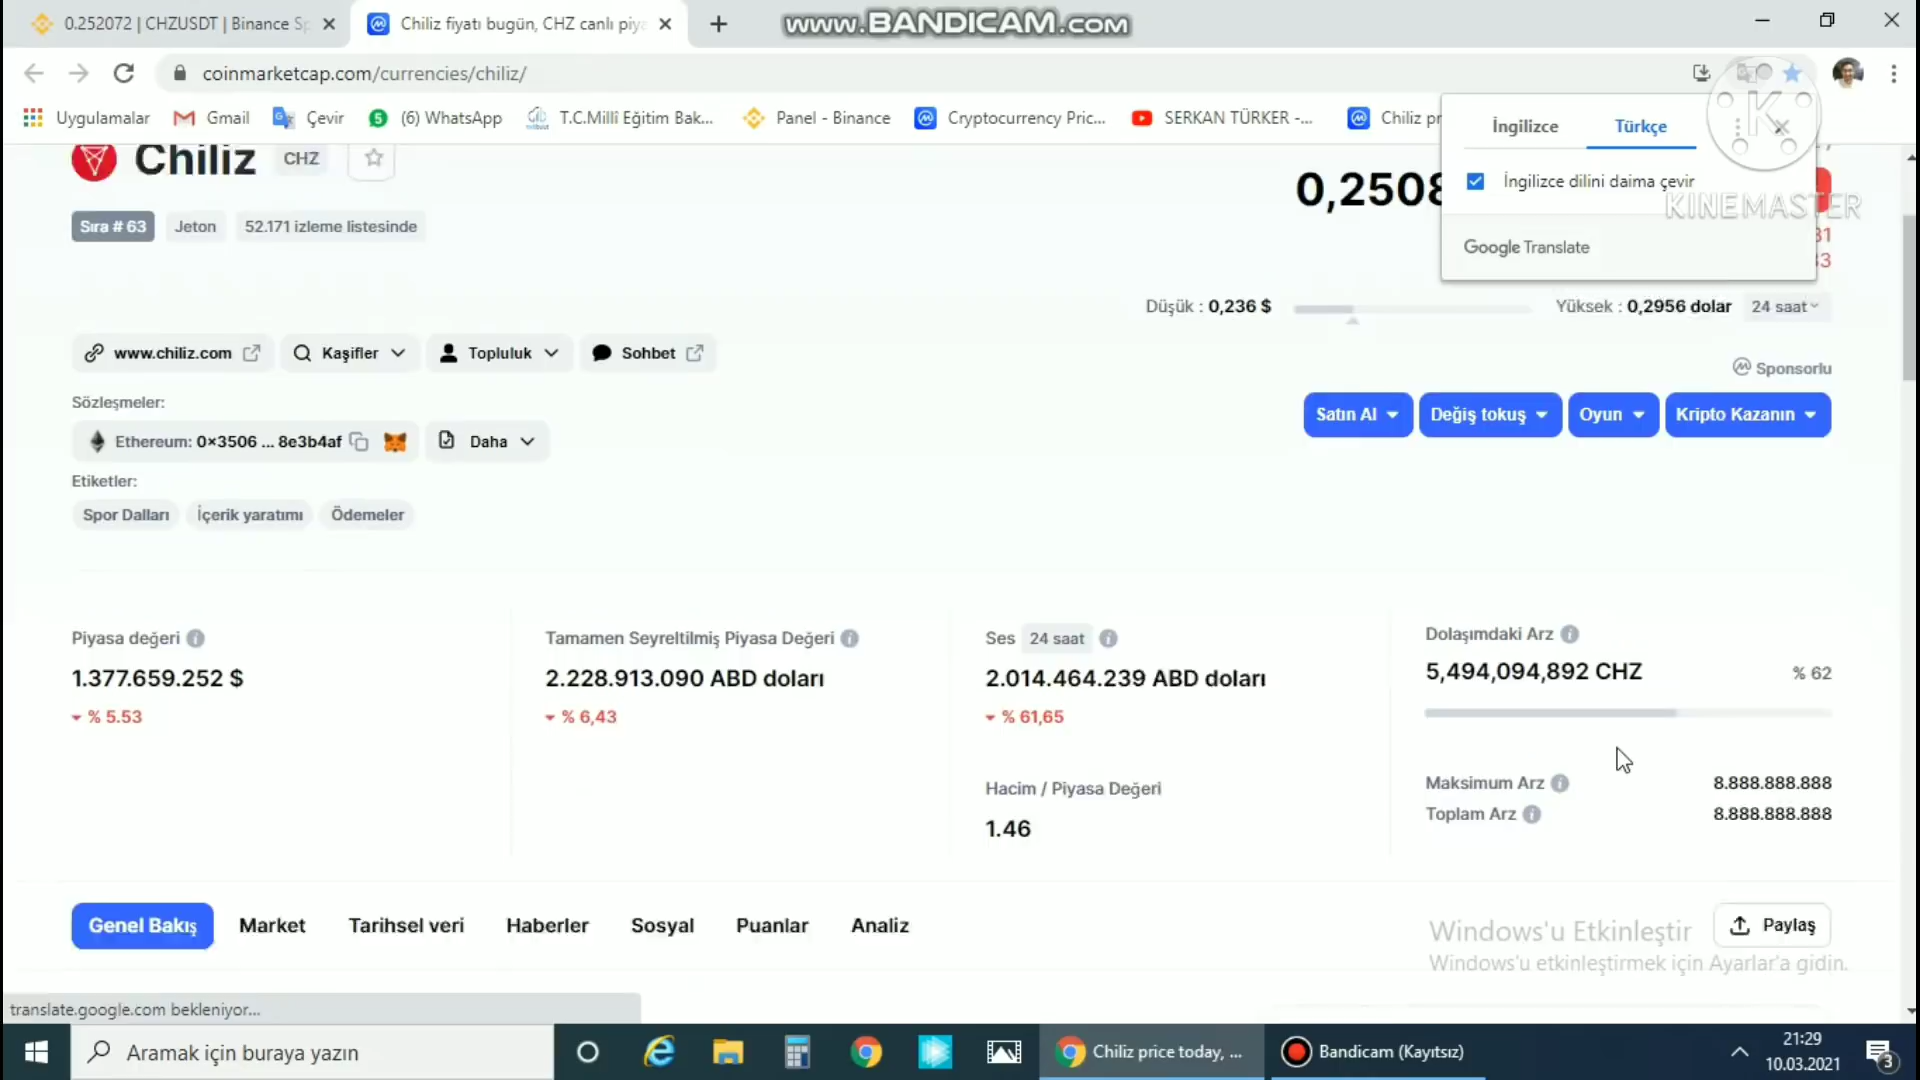 0.252072 | CHZUSDT | Binance Sp
Chiliz fiyatı bugün, CHZ canlı piya
www.BANDICAM.com
coinmarketcap.com/currencies/chiliz/
Uygulamalar
Gmail
Çevir
(6) WhatsApp
T.C.Millî Eğitim Bak...
Panel - Binance
Cryptocurrency Pric...
SERKAN TÜRKER -...
Chiliz pr
İngilizce
Türkçe
K
İngilizce dilini daima çevir
KINEMASTER
Google Translate
Chiliz
CHZ
0,2508
Sıra # 63
Jeton
52.171 izleme listesinde
Düşük : 0,236 $
Yüksek : 0,2956 dolar
24 saat
www.chiliz.com
Kaşifler
Topluluk
Sohbet
Sponsorlu
Sözleşmeler:
Satın Al
Değiş tokuş
Oyun
Kripto Kazanın
Ethereum: 0x3506 ... 8e3b4af
Daha
Etiketler:
Spor Dalları
İçerik yaratımı
Ödemeler
Piyasa değeri
1.377.659.252 $
% 5.53
Tamamen Seyreltilmiş Piyasa Değeri
2.228.913.090 ABD doları
% 6,43
Ses 24 saat
2.014.464.239 ABD doları
% 61,65
Hacim / Piyasa Değeri
1.46
Dolaşımdaki Arz
5,494,094,892 CHZ
% 62
Maksimum Arz
8.888.888.888
Toplam Arz
8.888.888.888
Genel Bakış
Market
Tarihsel veri
Haberler
Sosyal
Puanlar
Analiz
Paylaş
Windows'u Etkinleştir
Windows'u etkinleştirmek için Ayarlar'a gidin.
translate.google.com bekleniyor...
Aramak için buraya yazın
Chiliz price today, ...
Bandicam (Kayıtsız)
21:29
10.03.2021
3